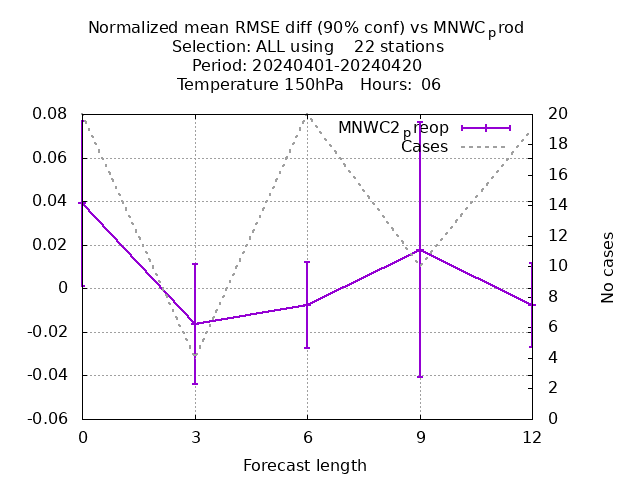 Normalized mean RMSE diff (90% conf) vs MNWC_prod
Selection: ALL using    22 stations
Period: 20240401-20240420
Temperature 150hPa   Hours:  06
MNWC2_preop
Cases
0.08
0.06
0.04
0.02
0
-0.02
-0.04
-0.06
20
18
16
14
12
10
8
6
4
2
0
No cases
0 3 6 9 12
Forecast length